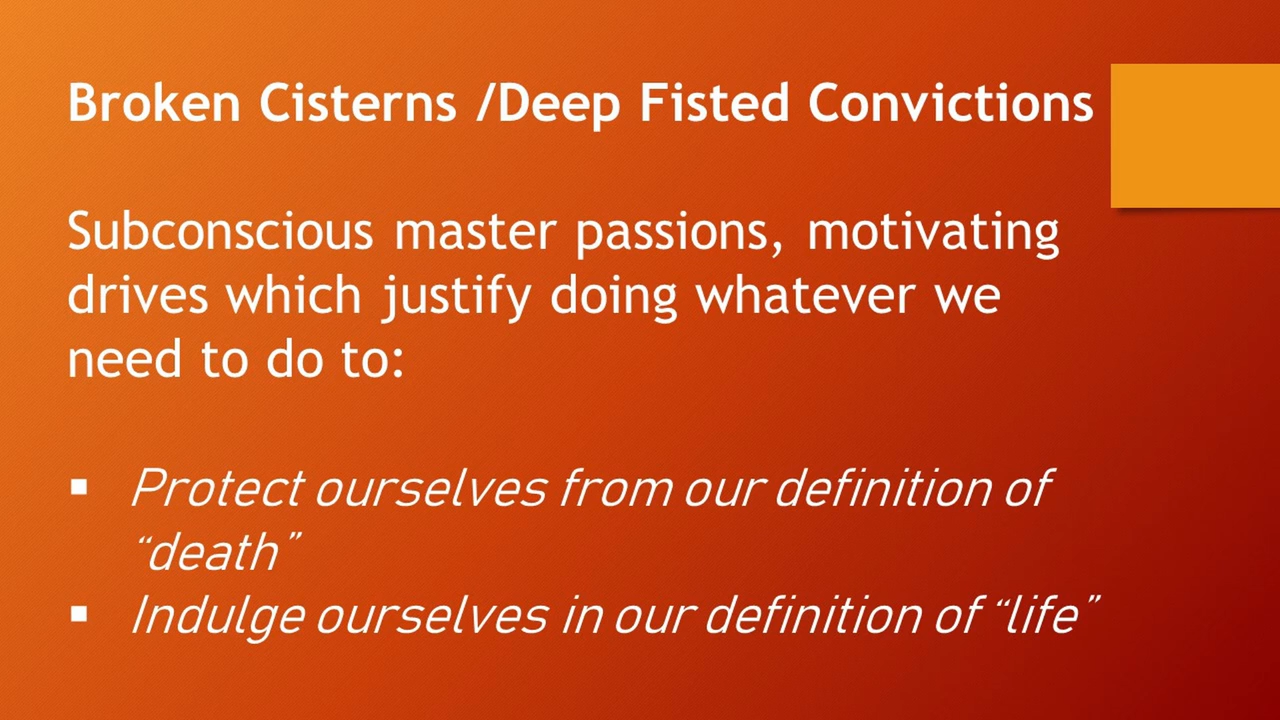 Broken Cisterns /Deep Fisted Convictions
Subconscious master passions, motivating
drives which justify doing whatever we
need to do to:
▪ Protect ourselves from our definition of
“death”
▪ Indulge ourselves in our definition of “life”